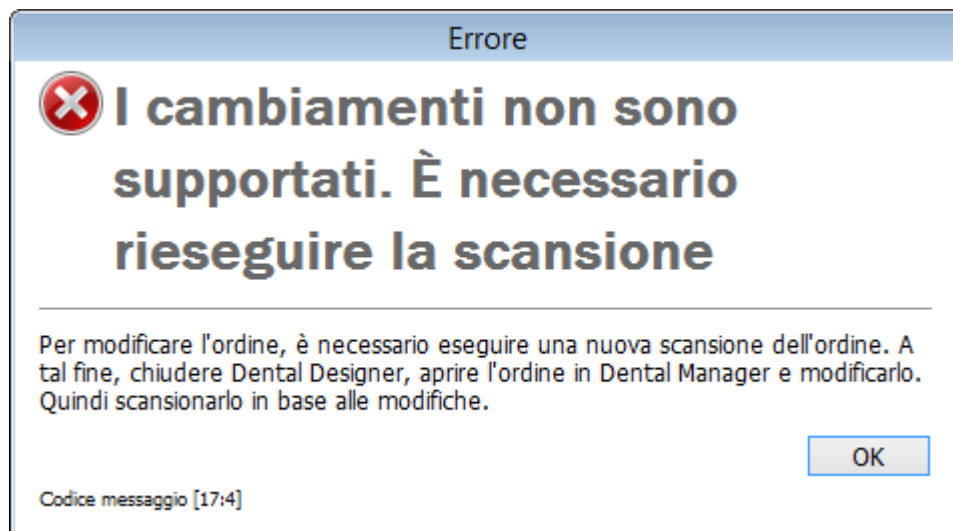 Errore
I cambiamenti non sono
supportati. È necessario
rieseguire la scansione
Per modificare l'ordine, è necessario eseguire una nuova scansione dell'ordine. A
tal fine, chiudere Dental Designer, aprire l'ordine in Dental Manager e modificarlo.
Quindi scansionarlo in base alle modifiche.
OK
Codice messaggio [17:4]